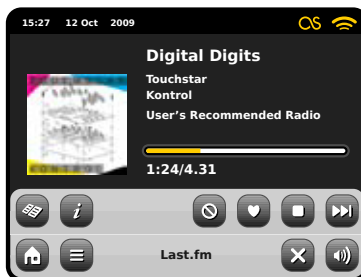 15:27 12 Oct 2009
Digital Digits
Touchstar
Kontrol
User's Recommended Radio
1:24/4.31
i
Last.fm